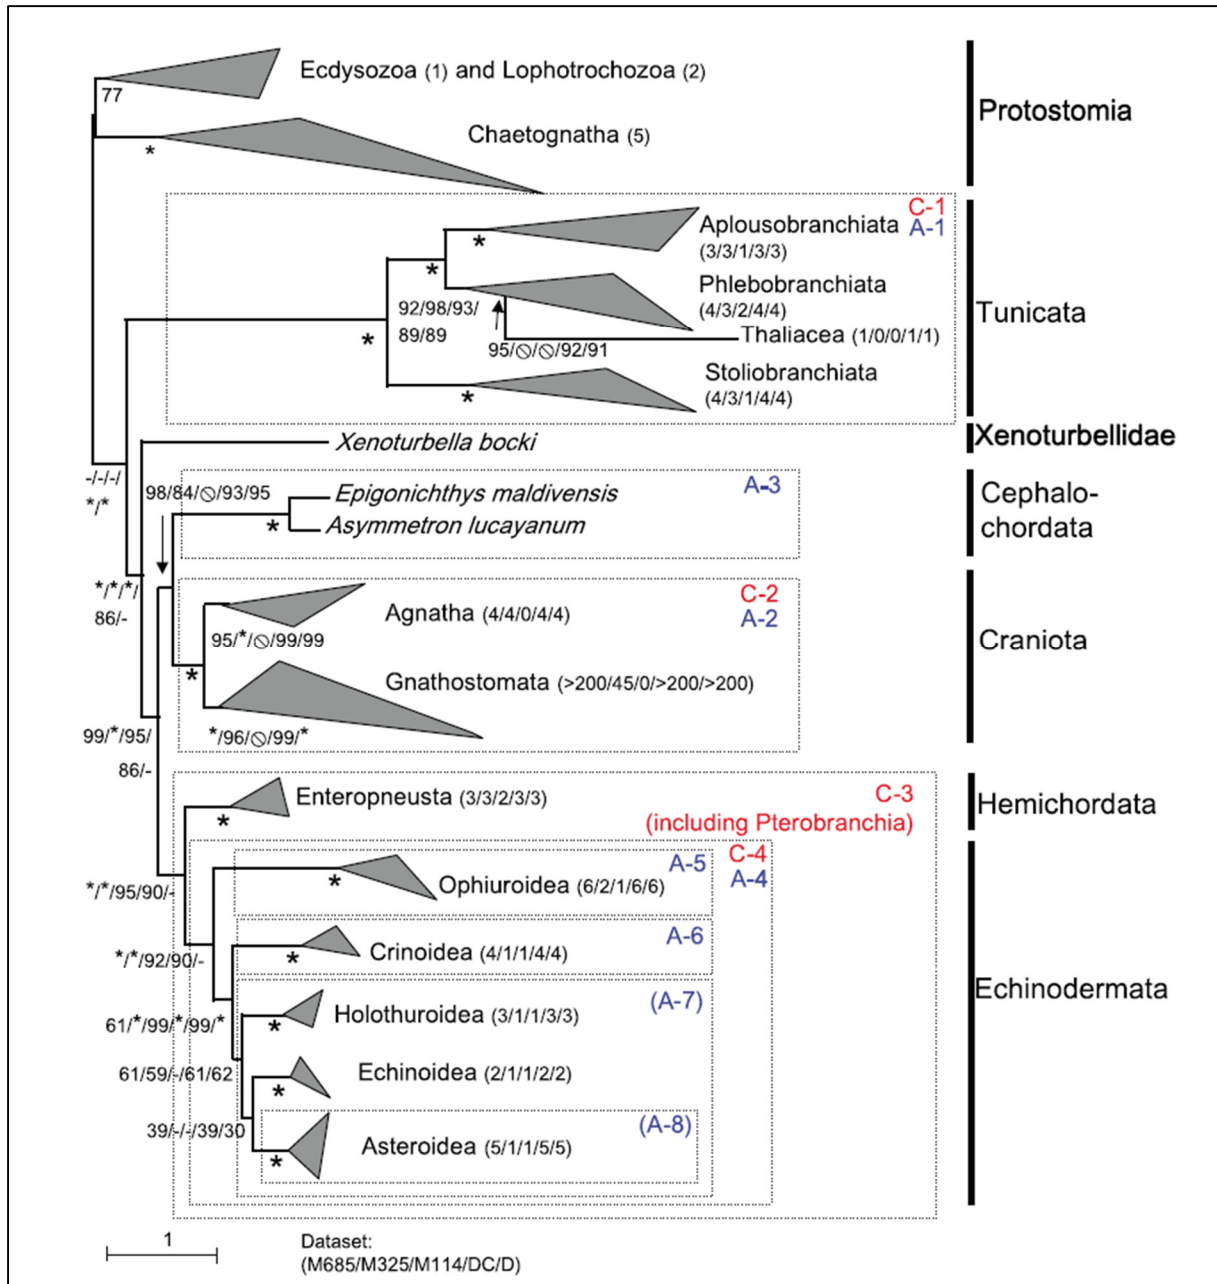 Ecdysozoa (1) and Lophotrochozoa (2)
77
Protostomia
Chaetognatha (5)
*
C-1
A-1
Aplousobranchiata
(3/3/1/3/3)
*
*
Phlebobranchiata
(4/3/2/4/4)
92/98/93/
89/89
Tunicata
*
Thaliacea (1/0/0/1/1)
95/⦸/⦸/92/91
Stoliobranchiata
(4/3/1/4/4)
*
Xenoturbella bocki
Xenoturbellidae
-/-/-/
*/*
98/84/⦸/93/95
A-3
Epigonichthys maldivensis
Asymmetron lucayanum
*
Cephalo-
chordata
*/*/*/
86/-
C-2
A-2
Agnatha (4/4/0/4/4)
95/*/⦸/99/99
Craniota
*
Gnathostomata (>200/45/0/>200/>200)
*/96/⦸/99/*
99/*/95/
86/-
Enteropneusta (3/3/2/3/3)
*
C-3
(including Pterobranchia)
Hemichordata
C-4
A-4
A-5
*
Ophiuroidea (6/2/1/6/6)
*/*/95/90/-
A-6
Crinoidea (4/1/1/4/4)
*
*/*/92/90/-
Echinodermata
(A-7)
Holothuroidea (3/1/1/3/3)
*
61/*/99/*/99/*
Echinoidea (2/1/1/2/2)
*
61/59/-/61/62
(A-8)
39/-/-/39/30
Asteroidea (5/1/1/5/5)
*
1
Dataset:
(M685/M325/M114/DC/D)